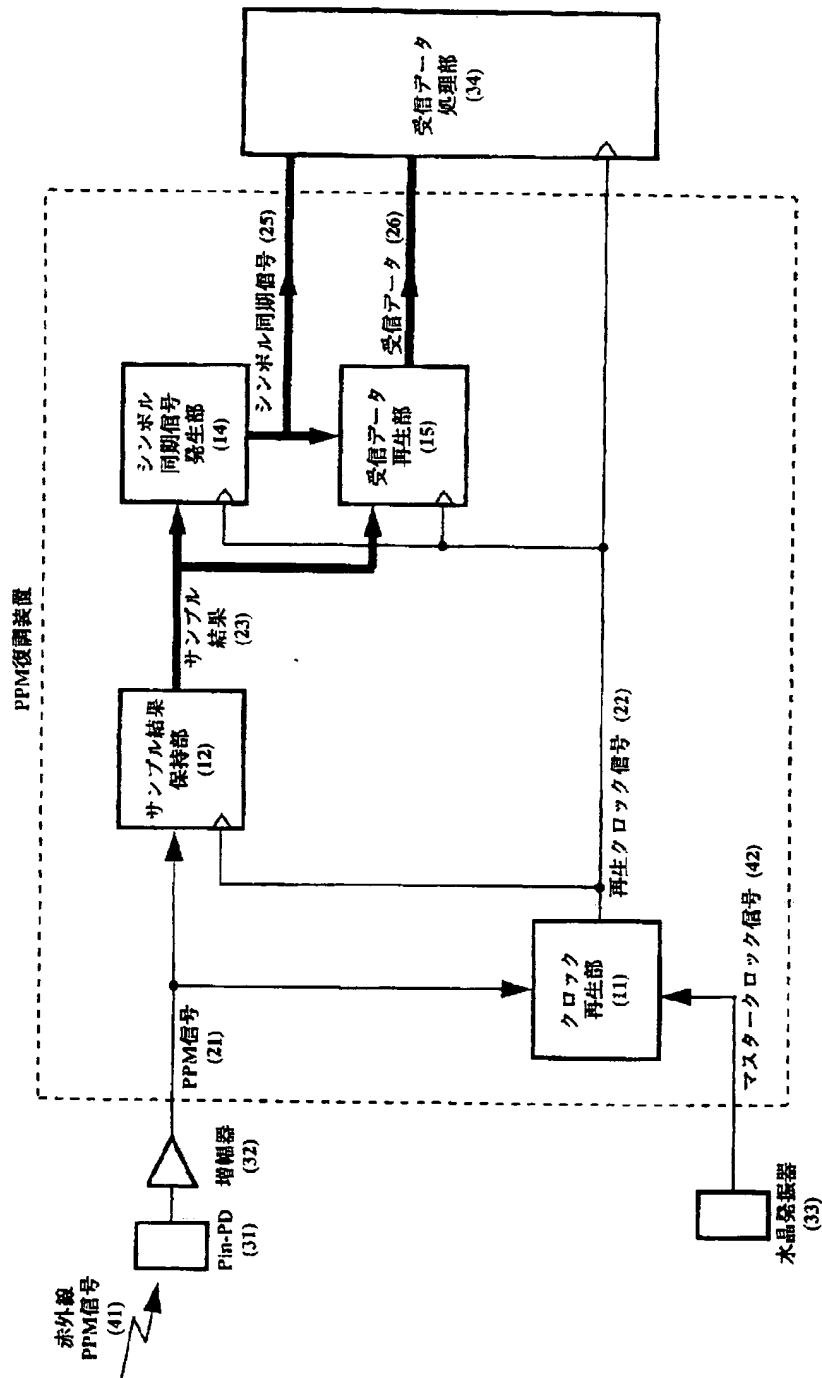 PPM復調装置
赤外線
PPM信号
(41)
Pin-PD
(31)
増幅器
(32)
PPM信号
(21)
サンプル結果
保持部
(12)
サンプル
結果
(23)
シンボル
同期信号
発生部
(14)
シンボル同期信号 (25)
受信データ
再生部
(15)
受信データ (26)
受信データ
処理部
(34)
クロック
再生部
(11)
再生クロック信号 (22)
マスタークロック信号 (42)
水晶発振器
(33)